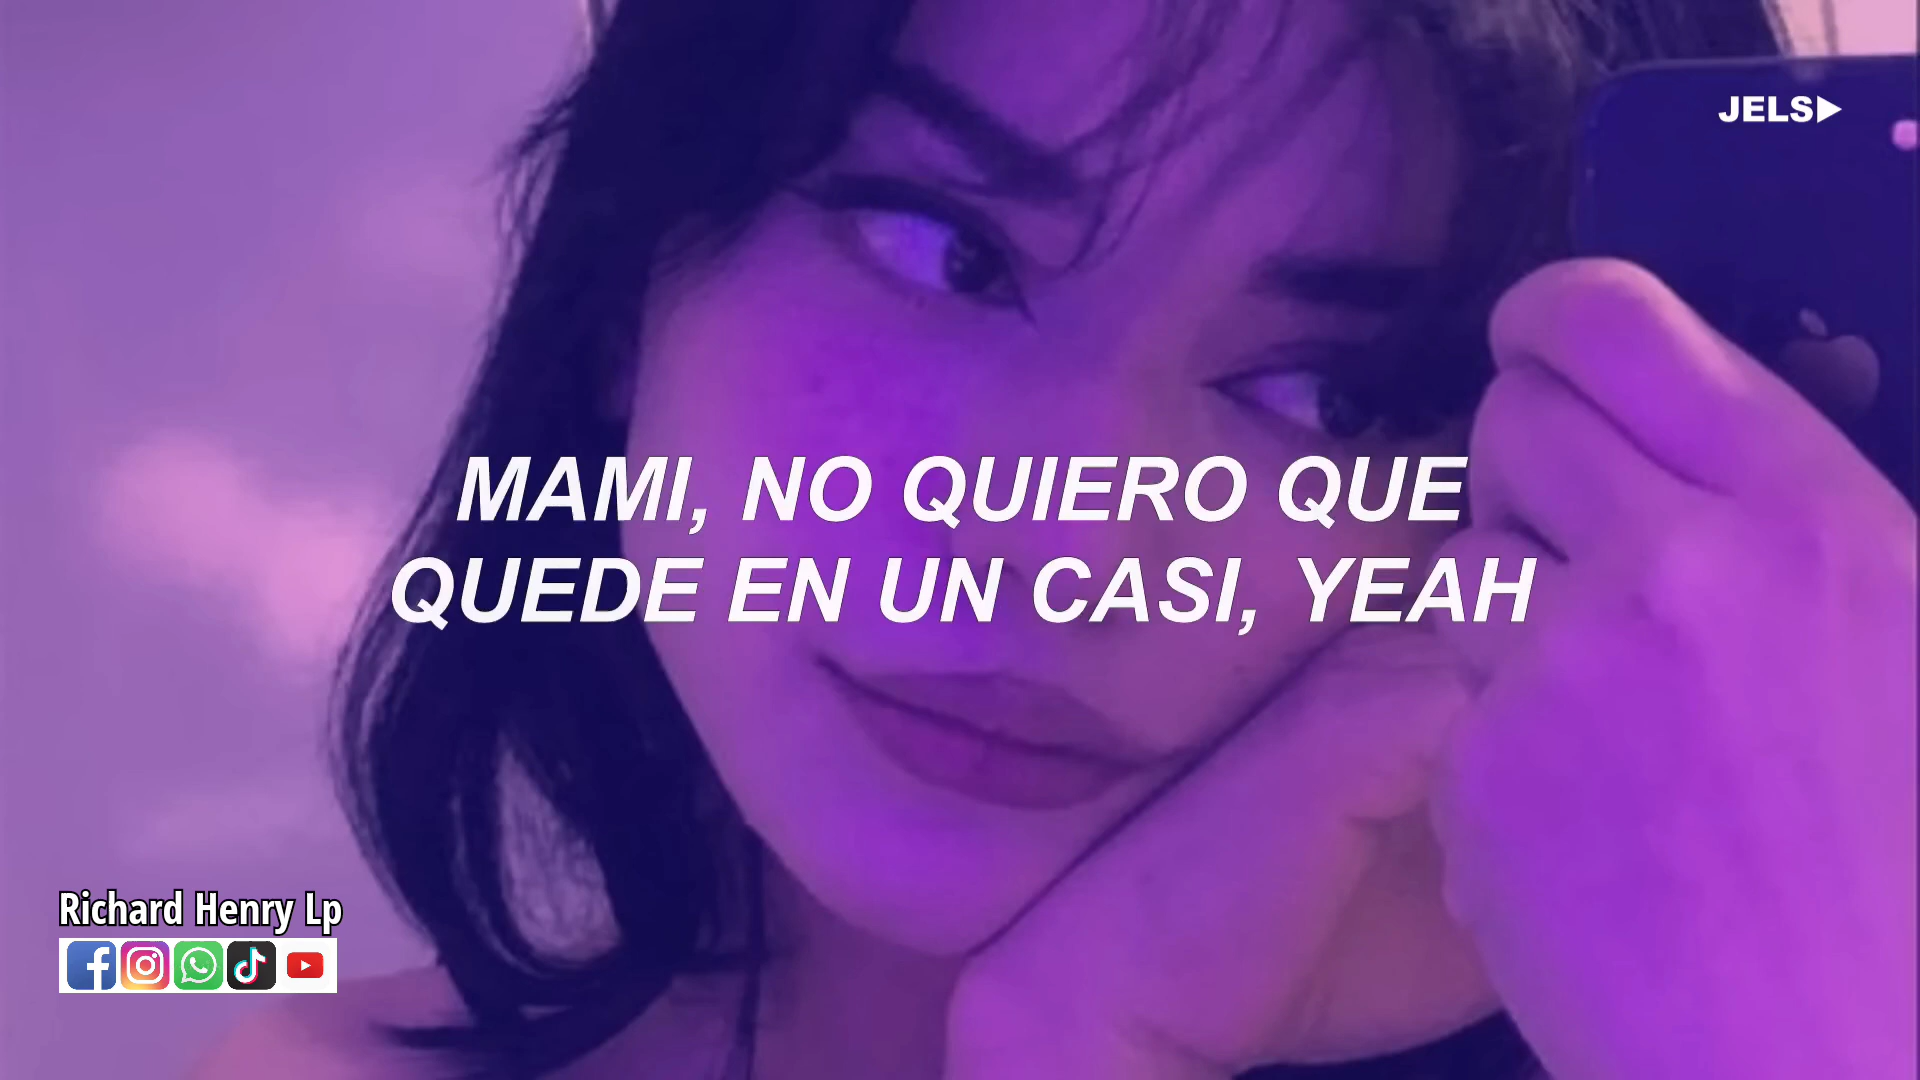 JELS
MAMI, NO QUIERO QUE
QUEDE EN UN CASI, YEAH
Richard Henry Lp